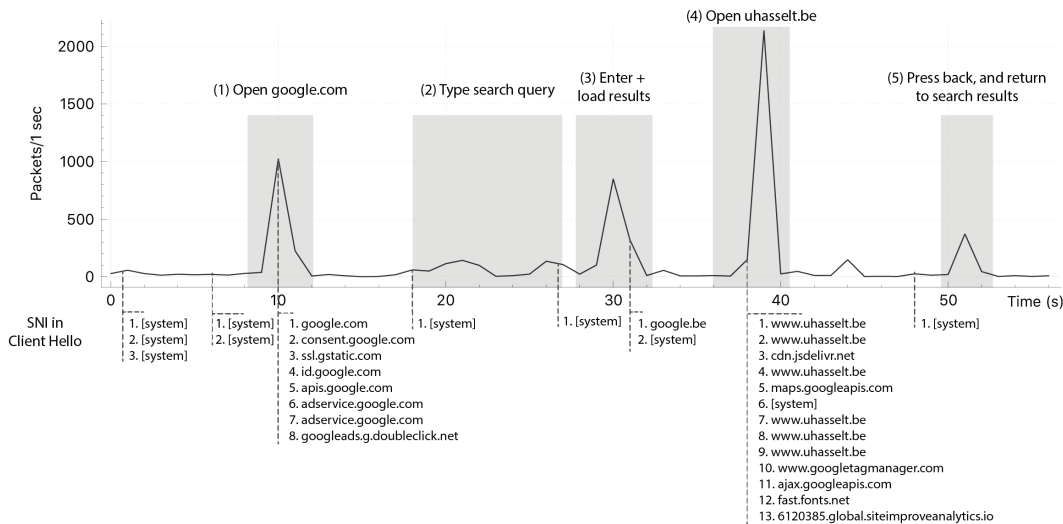 (4) Open uhasselt.be
2000
(1) Open google.com
(2) Type search query
(3) Enter +
load results
(5) Press back, and return
to search results
1500
Packets/1 sec
1000
500
0
0
10
20
30
40
50
Time (s)
SNI in
Client Hello
1. [system]
2. [system]
3. [system]
1. [system]
2. [system]
1. google.com
2. consent.google.com
3. ssl.gstatic.com
4. id.google.com
5. apis.google.com
6. adservice.google.com
7. adservice.google.com
8. googleads.g.doubleclick.net
1. [system]
1. [system]
1. google.be
2. [system]
1. www.uhasselt.be
2. www.uhasselt.be
3. cdn.jsdelivr.net
4. www.uhasselt.be
5. maps.googleapis.com
6. [system]
7. www.uhasselt.be
8. www.uhasselt.be
9. www.uhasselt.be
10. www.googletagmanager.com
11. ajax.googleapis.com
12. fast.fonts.net
13. 6120385.global.siteimproveanalytics.io
1. [system]